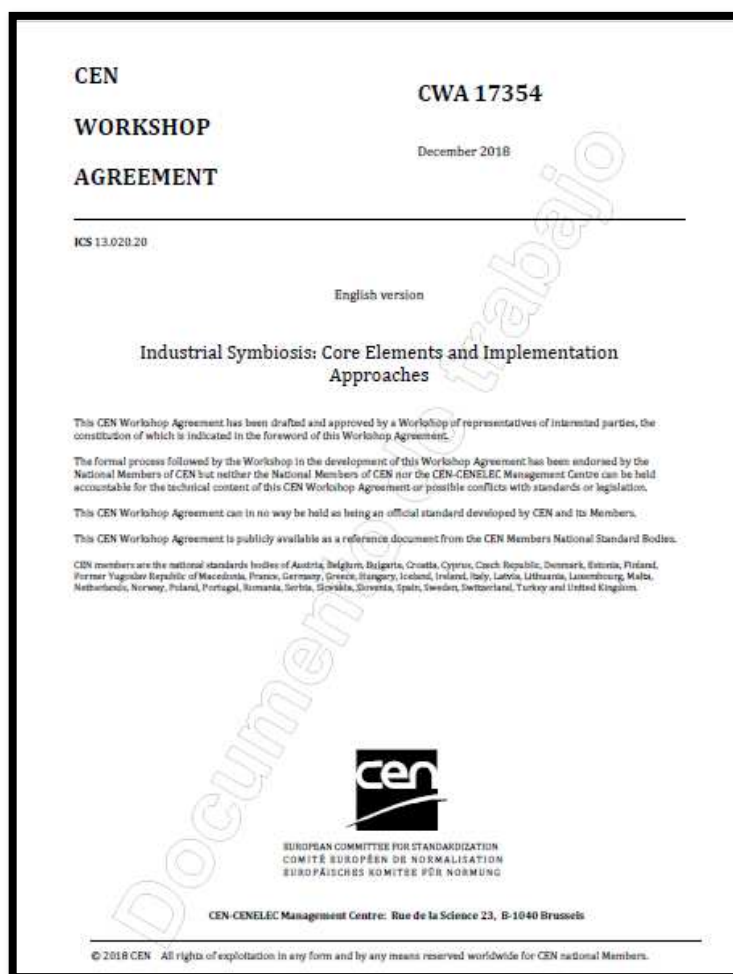 CEN
WORKSHOP
AGREEMENT
CWA 17354
December 2018
ICS 13.020.20
English version
Industrial Symbiosis: Core Elements and Implementation
Approaches
This CEN Workshop Agreement has been drafted and approved by a Workshop of representatives of interested parties, the
constitution of which is indicated in the foreword of this Workshop Agreement.
The formal process followed by the Workshop in the development of this Workshop Agreement has been endorsed by the
National Members of CEN but neither the National Members of CEN nor the CEN-CENELEC Management Centre can be held
accountable for the technical content of this CEN Workshop Agreement or possible conflicts with standards or legislation.
This CEN Workshop Agreement can in no way be held as being an official standard developed by CEN and its Members.
This CEN Workshop Agreement is publicly available as a reference document from the CEN Members National Standard Bodies.
CEN members are the national standards bodies of Austria, Belgium, Bulgaria, Croatia, Cyprus, Czech Republic, Denmark, Estonia, Finland,
Former Yugoslav Republic of Macedonia, France, Germany, Greece, Hungary, Iceland, Ireland, Italy, Latvia, Lithuania, Luxembourg, Malta,
Netherlands, Norway, Poland, Portugal, Romania, Serbia, Slovakia, Slovenia, Spain, Sweden, Switzerland, Turkey and United Kingdom.
Documento de trabajo
cen
EUROPEAN COMMITTEE FOR STANDARDIZATION
COMITÉ EUROPÉEN DE NORMALISATION
EUROPÄISCHES KOMITEE FÜR NORMUNG
CEN-CENELEC Management Centre: Rue de la Science 23, B-1040 Brussels
© 2018 CEN All rights of exploitation in any form and by any means reserved worldwide for CEN national Members.